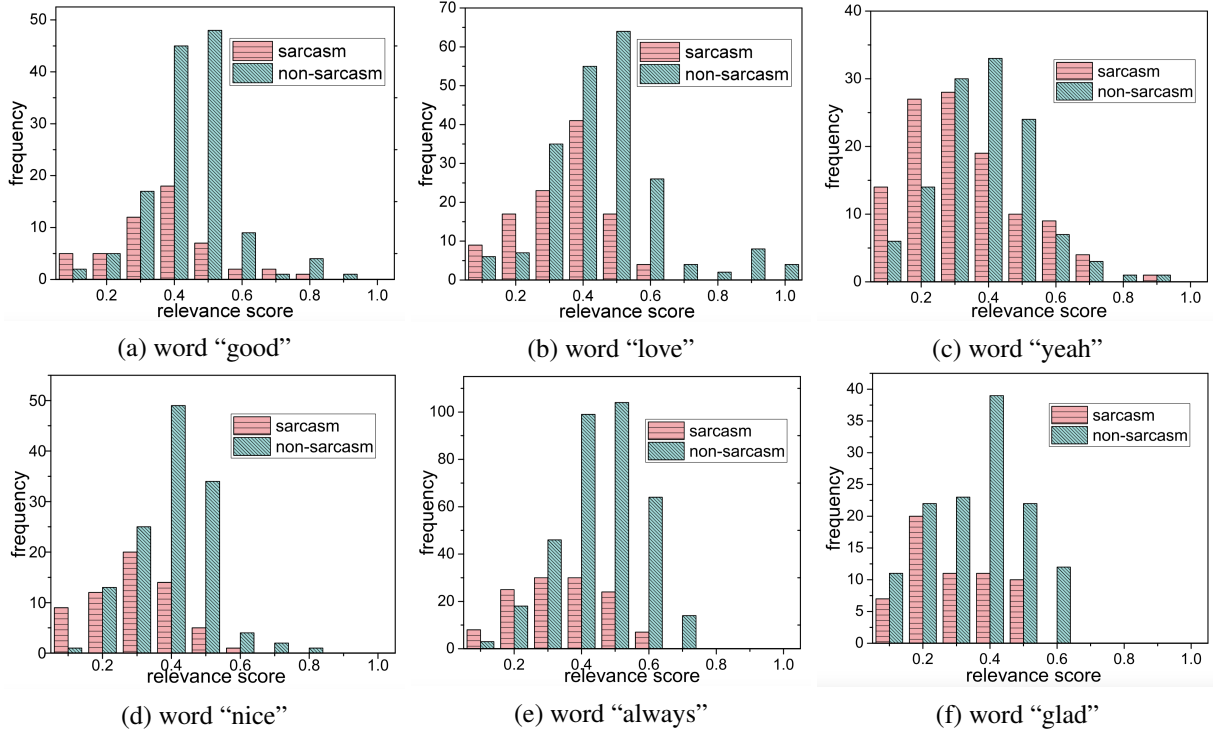 50
40
30
20
10
0
frequency
sarcasm
non-sarcasm
0.2 0.4 0.6 0.8 1.0
relevance score
(a) word “good”
70
60
50
40
30
20
10
0
frequency
sarcasm
non-sarcasm
0.2 0.4 0.6 0.8 1.0
relevance score
(b) word “love”
40
30
20
10
0
frequency
sarcasm
non-sarcasm
0.2 0.4 0.6 0.8 1.0
relevance score
(c) word “yeah”
50
40
30
20
10
0
frequency
sarcasm
non-sarcasm
0.2 0.4 0.6 0.8 1.0
relevance score
(d) word “nice”
100
80
60
40
20
0
frequency
sarcasm
non-sarcasm
0.2 0.4 0.6 0.8 1.0
relevance score
(e) word “always”
40
35
30
25
20
15
10
5
0
frequency
sarcasm
non-sarcasm
0.2 0.4 0.6 0.8 1.0
relevance score
(f) word “glad”